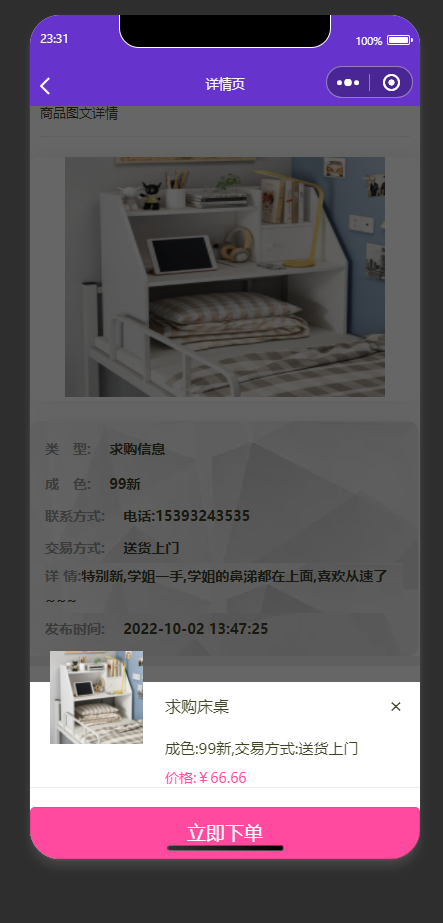 23:31
100%
详情页
商品图文详情
类 型: 求购信息
成 色: 99新
联系方式: 电话:15393243535
交易方式: 送货上门
详 情:特别新,学姐一手,学姐的鼻涕都在上面,喜欢从速了
~~~
发布时间: 2022-10-02 13:47:25
求购床桌 ×
成色:99新,交易方式:送货上门
价格:￥66.66
立即下单